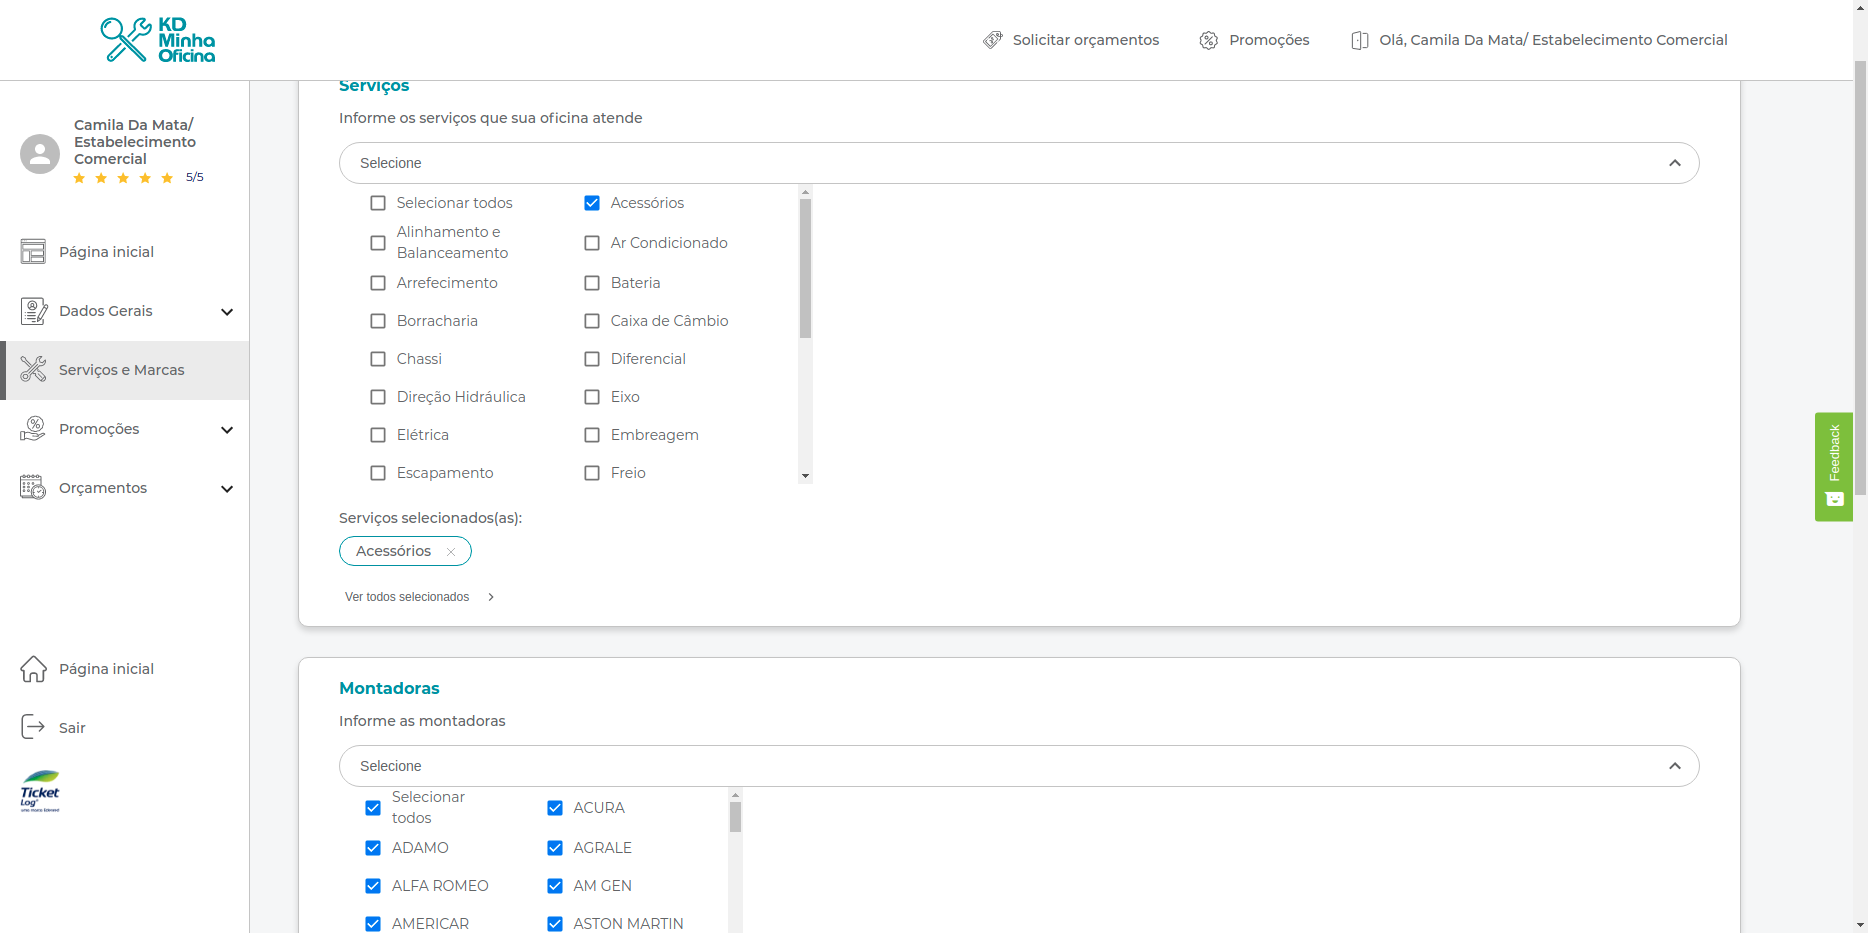 KD
Minha
Oficina
Solicitar orçamentos
Promoções
Olá, Camila Da Mata/ Estabelecimento Comercial
Camila Da Mata/
Estabelecimento
Comercial
5/5
Página inicial
Dados Gerais
Serviços e Marcas
Promoções
Orçamentos
Página inicial
Sair
Ticket
Log
Serviços
Informe os serviços que sua oficina atende
Selecione
Selecionar todos
Acessórios
Alinhamento e
Balanceamento
Ar Condicionado
Arrefecimento
Bateria
Borracharia
Caixa de Câmbio
Chassi
Diferencial
Direção Hidráulica
Eixo
Elétrica
Embreagem
Escapamento
Freio
Serviços selecionados(as):
Acessórios
Ver todos selecionados
Montadoras
Informe as montadoras
Selecione
Selecionar
todos
ACURA
ADAMO
AGRALE
ALFA ROMEO
AM GEN
AMERICAR
ASTON MARTIN
Feedback